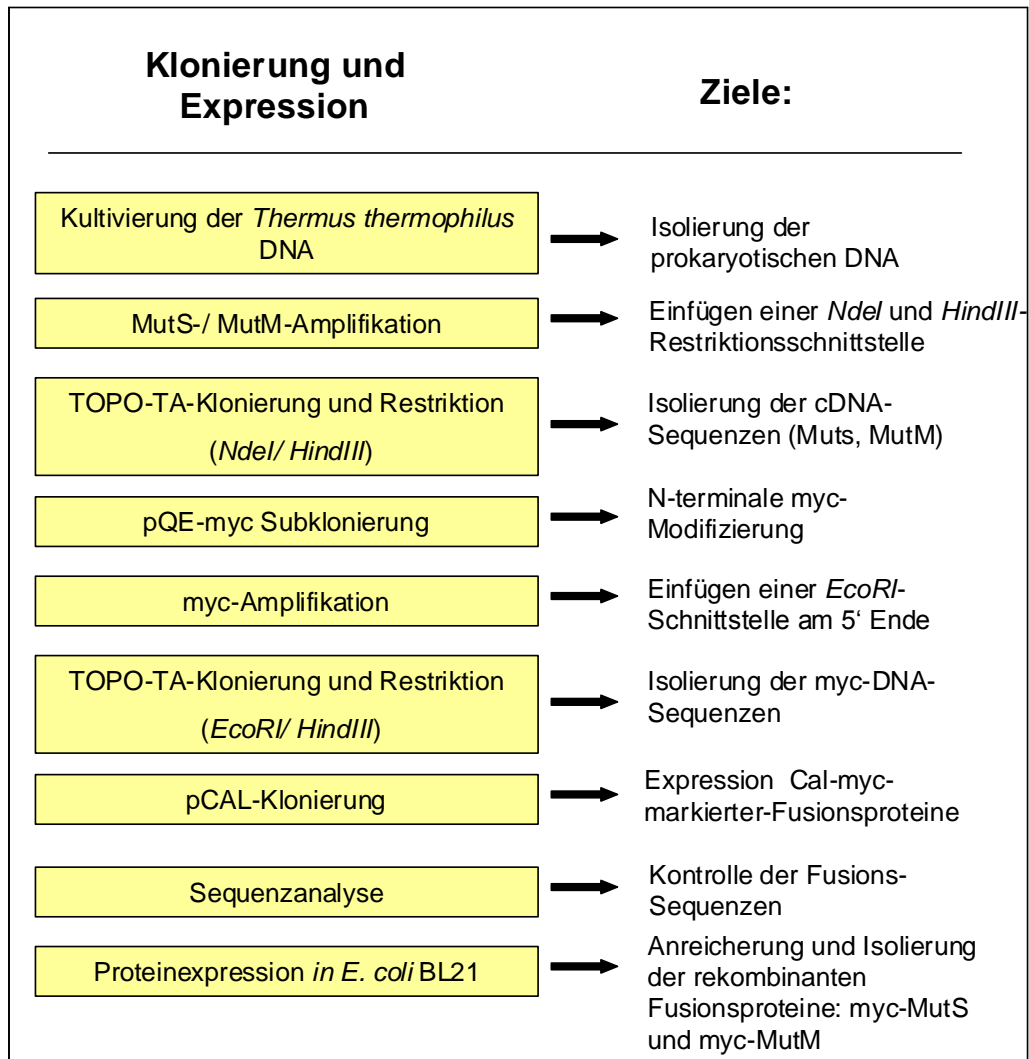 Klonierung und
Expression
Ziele:
Kultivierung der Thermus thermophilus
DNA
Isolierung der
prokaryotischen DNA
MutS-/ MutM-Amplifikation
Einfügen einer NdeI und HindIII-
Restriktionsschnittstelle
TOPO-TA-Klonierung und Restriktion
(NdeI/ HindIII)
Isolierung der cDNA-
Sequenzen (Muts, MutM)
pQE-myc Subklonierung
N-terminale myc-
Modifizierung
myc-Amplifikation
Einfügen einer EcoRI-
Schnittstelle am 5‘ Ende
TOPO-TA-Klonierung und Restriktion
(EcoRI/ HindIII)
Isolierung der myc-DNA-
Sequenzen
pCAL-Klonierung
Expression Cal-myc-
markierter-Fusionsproteine
Sequenzanalyse
Kontrolle der Fusions-
Sequenzen
Proteinexpression in E. coli BL21
Anreicherung und Isolierung
der rekombinanten
Fusionsproteine: myc-MutS
und myc-MutM